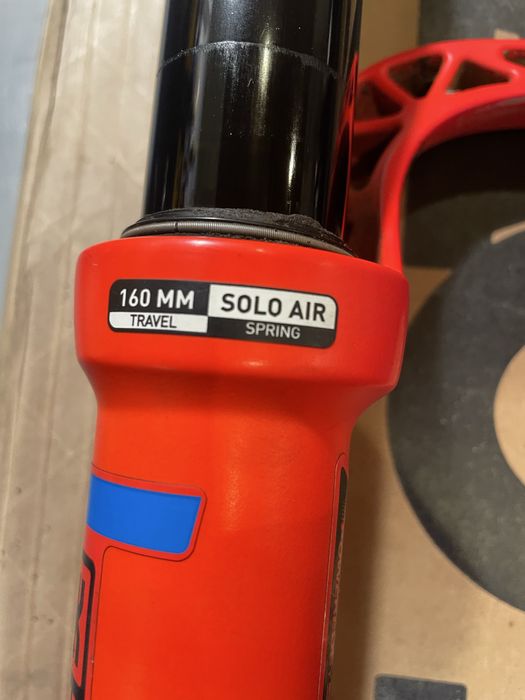 160 MM
TRAVEL
SOLO AIR
SPRING